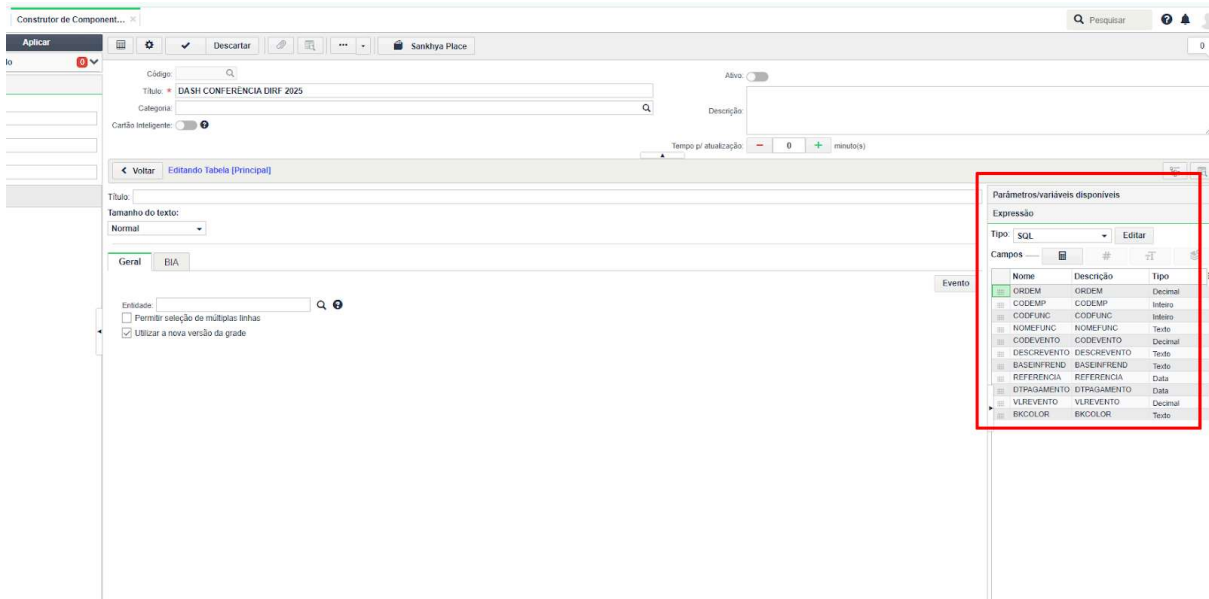 Construtor de Component... ×
Pesquisar
Aplicar
Descartar
Sankhya Place
0
0
Código:
Título: * DASH CONFERÊNCIA DIRF 2025
Categoria:
Cartão Inteligente:
Ativo:
Descrição:
Tempo p/ atualização: − 0 + minuto(s)
Voltar Editando Tabela [Principal]
Título:
Tamanho do texto:
Normal
Geral BIA
Evento
Entidade:
Permitir seleção de múltiplas linhas
Utilizar a nova versão da grade
Parâmetros/variáveis disponíveis
Expressão
Tipo: SQL Editar
Campos
Nome Descrição Tipo
ORDEM ORDEM Decimal
CODEMP CODEMP Inteiro
CODFUNC CODFUNC Inteiro
NOMEFUNC NOMEFUNC Texto
CODEVENTO CODEVENTO Decimal
DESCREVENTO DESCREVENTO Texto
BASEINFREND BASEINFREND Texto
REFERENCIA REFERENCIA Data
DTPAGAMENTO DTPAGAMENTO Data
VLREVENTO VLREVENTO Decimal
BKCOLOR BKCOLOR Texto